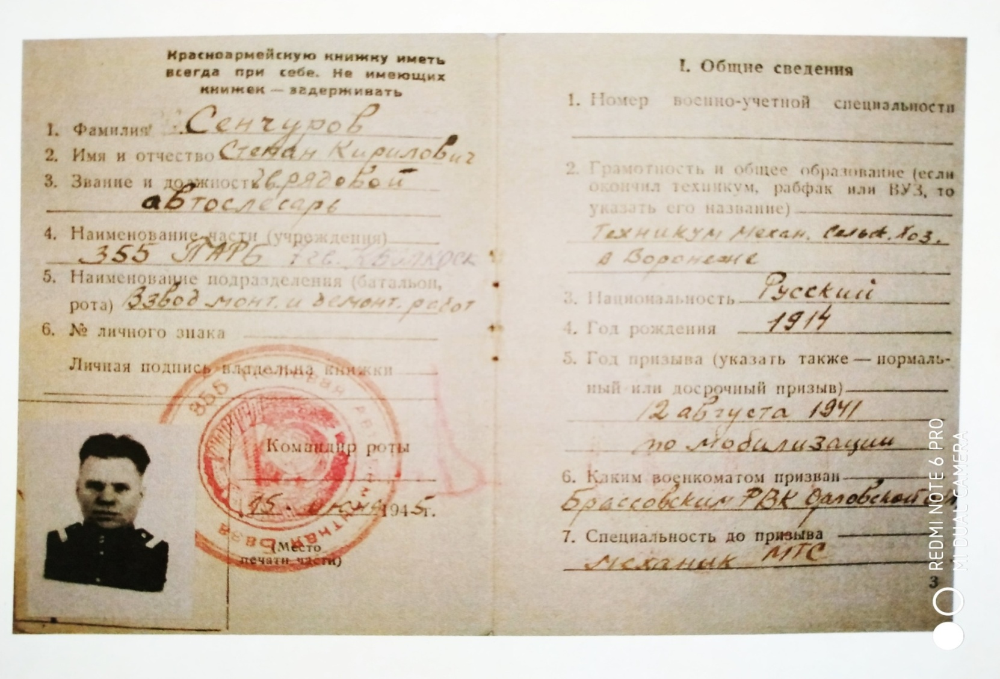 Красноармейскую книжку иметь
всегда при себе. Не имеющих
книжек — задерживать
1. Фамилия Сенчуров
2. Имя и отчество Степан Кирилович
3. Звание и должность гв. рядовой
автослесарь
4. Наименование части (учреждения)
355 ПАРБ
5. Наименование подразделения (батальон,
рота) Взвод монт. и демонт. работ
6. № личного знака
Личная подпись владельца книжки
355 Полевая
Командир роты
15 июня 1945 г.
(Место
печати части)
I. Общие сведения
1. Номер военно-учетной специальности
2. Грамотность и общее образование (если
окончил техникум, рабфак или ВУЗ, то
указать его название)
Техникум механ. сельск. хоз.
в Воронеже
3. Национальность Русский
4. Год рождения 1914
5. Год призыва (указать также — нормаль-
ный или досрочный призыв)
12 августа 1941
по мобилизации
6. Каким военкоматом призван
Брассовским РВК Орловской обл
7. Специальность до призыва
механик МТС
3
REDMI NOTE 6 PRO
MI DUAL CAMERA